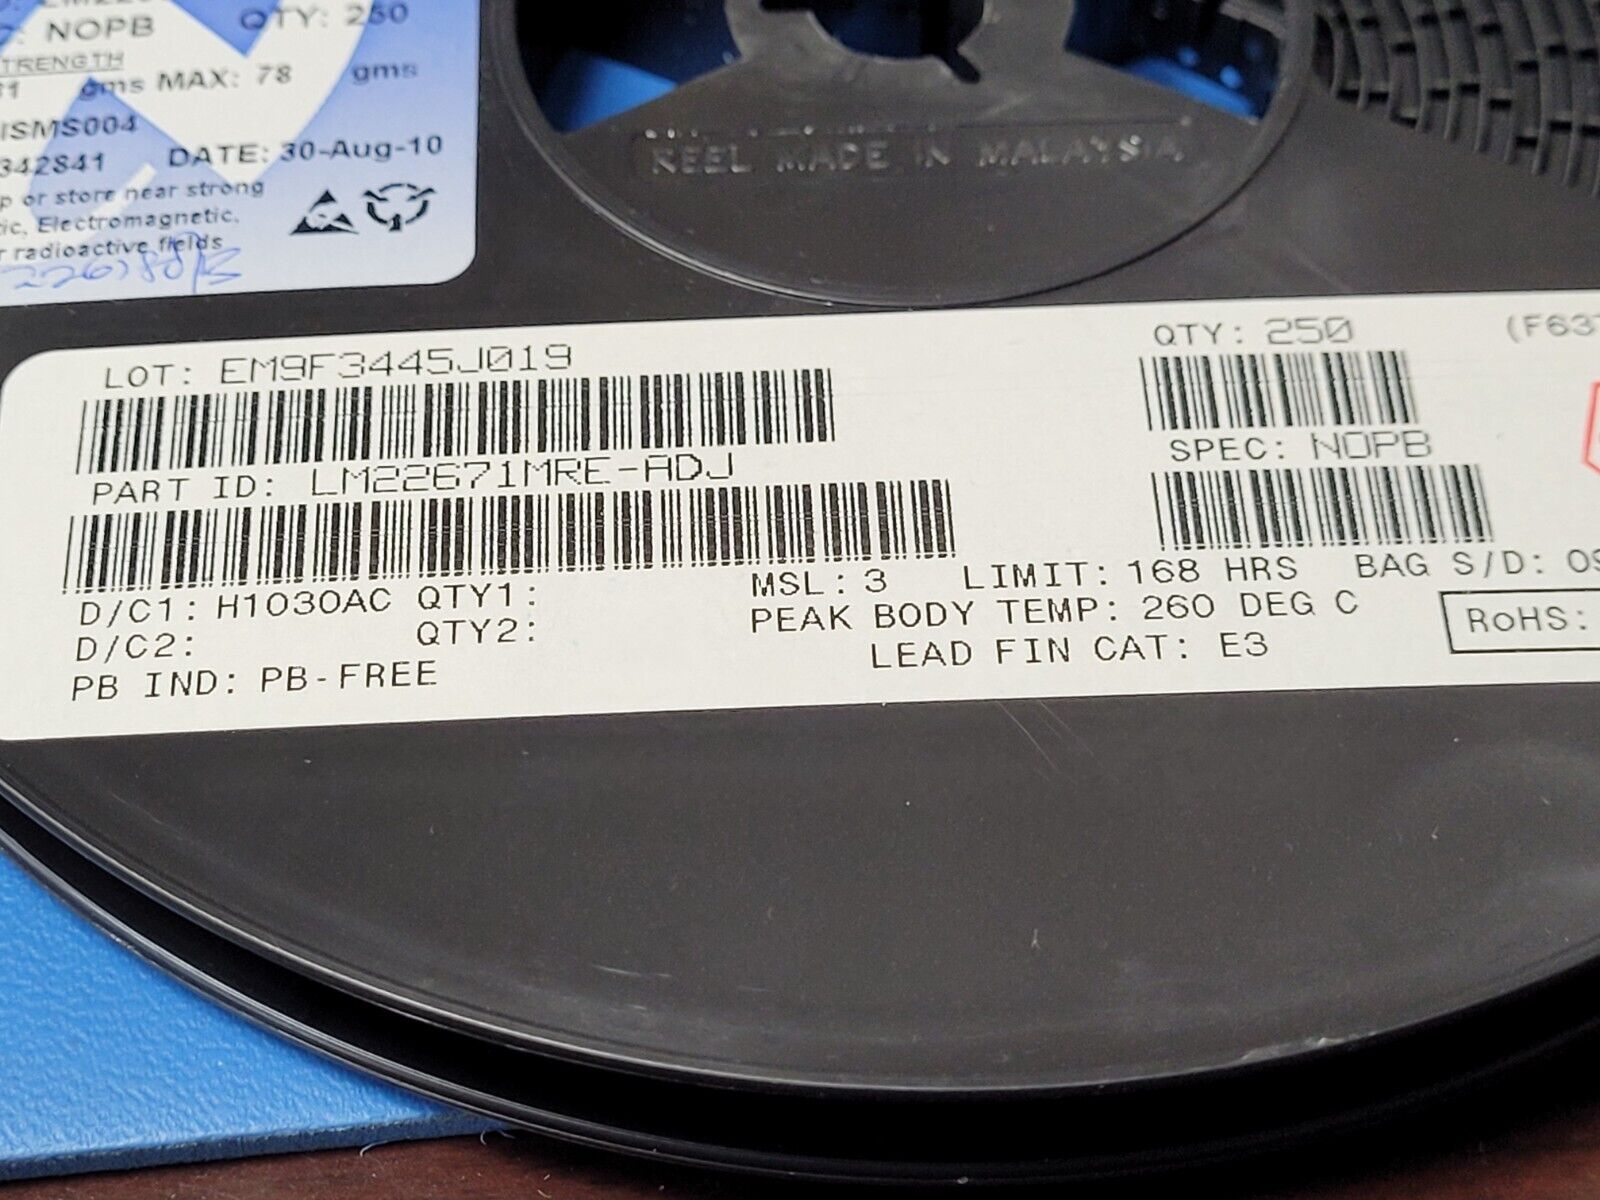 NOPB QTY: 250
TRENGTH
gms MAX: 78 gms
ISMS004
342841 DATE: 30-Aug-10
p or store near strong
tic, Electromagnetic,
r radioactive fields
REEL MADE IN MALAYSIA
LOT: EM9F3445J019
QTY: 250 (F63T
PART ID: LM22671MRE-ADJ
SPEC: NOPB
D/C1: H1030AC QTY1:
D/C2: QTY2:
PB IND: PB-FREE
MSL: 3 LIMIT: 168 HRS BAG S/D: 09
PEAK BODY TEMP: 260 DEG C
LEAD FIN CAT: E3
RoHS: